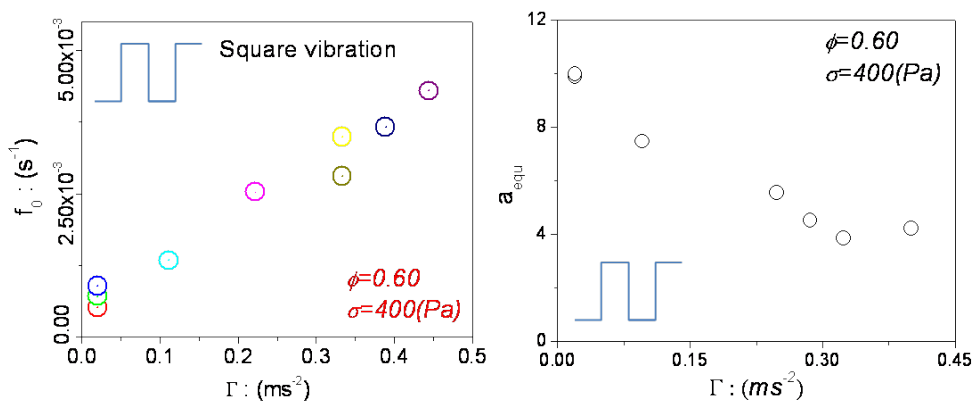 Square vibration
5.00x10⁻³
2.50x10⁻³
0.00
f₀ : (s⁻¹)
ϕ=0.60
σ=400(Pa)
0.0 0.1 0.2 0.3 0.4 0.5
Γ : (ms⁻²)
12
8
4
0
a_equ
ϕ=0.60
σ=400(Pa)
0.00 0.15 0.30 0.45
Γ : (ms⁻²)